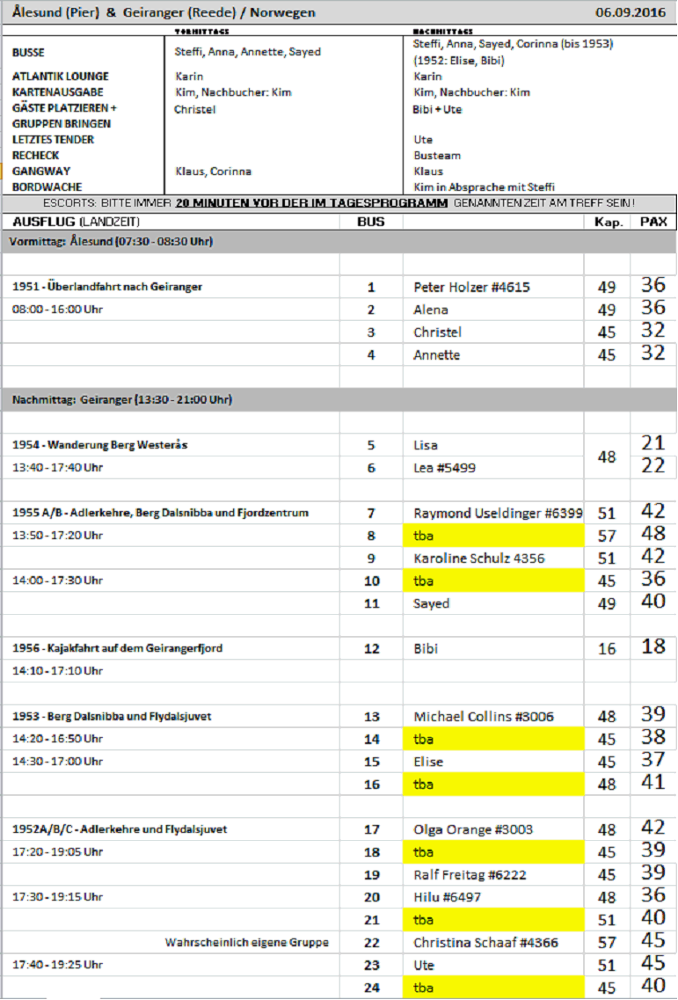 Ålesund (Pier) & Geiranger (Reede) / Norwegen 06.09.2016
VORMITTAGS NACHMITTAGS
BUSSE Steffi, Anna, Annette, Sayed Steffi, Anna, Sayed, Corinna (bis 1953)
(1952: Elise, Bibi)
ATLANTIK LOUNGE Karin Karin
KARTENAUSGABE Kim, Nachbucher: Kim Kim, Nachbucher: Kim
GÄSTE PLATZIEREN + Christel Bibi + Ute
GRUPPEN BRINGEN
LETZTES TENDER Ute
RECHECK Busteam
GANGWAY Klaus, Corinna Klaus
BORDWACHE Kim in Absprache mit Steffi
ESCORTS: BITTE IMMER 20 MINUTEN VOR DER IM TAGESPROGRAMM GENANNTEN ZEIT AM TREFF SEIN!
AUSFLUG (LANDZEIT) BUS Kap. PAX
Vormittag: Ålesund (07:30 - 08:30 Uhr)
1951 - Überlandfahrt nach Geiranger 1 Peter Holzer #4615 49 36
08:00 - 16:00 Uhr 2 Alena 49 36
3 Christel 45 32
4 Annette 45 32
Nachmittag: Geiranger (13:30 - 21:00 Uhr)
1954 - Wanderung Berg Westerås 5 Lisa 48 21
13:40 - 17:40 Uhr 6 Lea #5499 22
1955 A/B - Adlerkehre, Berg Dalsnibba und Fjordzentrum 7 Raymond Useldinger #6399 51 42
13:50 - 17:20 Uhr 8 tba 57 48
9 Karoline Schulz 4356 51 42
14:00 - 17:30 Uhr 10 tba 45 36
11 Sayed 49 40
1956 - Kajakfahrt auf dem Geirangerfjord 12 Bibi 16 18
14:10 - 17:10 Uhr
1953 - Berg Dalsnibba und Flydalsjuvet 13 Michael Collins #3006 48 39
14:20 - 16:50 Uhr 14 tba 45 38
14:30 - 17:00 Uhr 15 Elise 45 37
16 tba 48 41
1952A/B/C - Adlerkehre und Flydalsjuvet 17 Olga Orange #3003 48 42
17:20 - 19:05 Uhr 18 tba 45 39
19 Ralf Freitag #6222 45 39
17:30 - 19:15 Uhr 20 Hilu #6497 48 36
21 tba 51 40
Wahrscheinlich eigene Gruppe 22 Christina Schaaf #4366 57 45
17:40 - 19:25 Uhr 23 Ute 51 45
24 tba 45 40